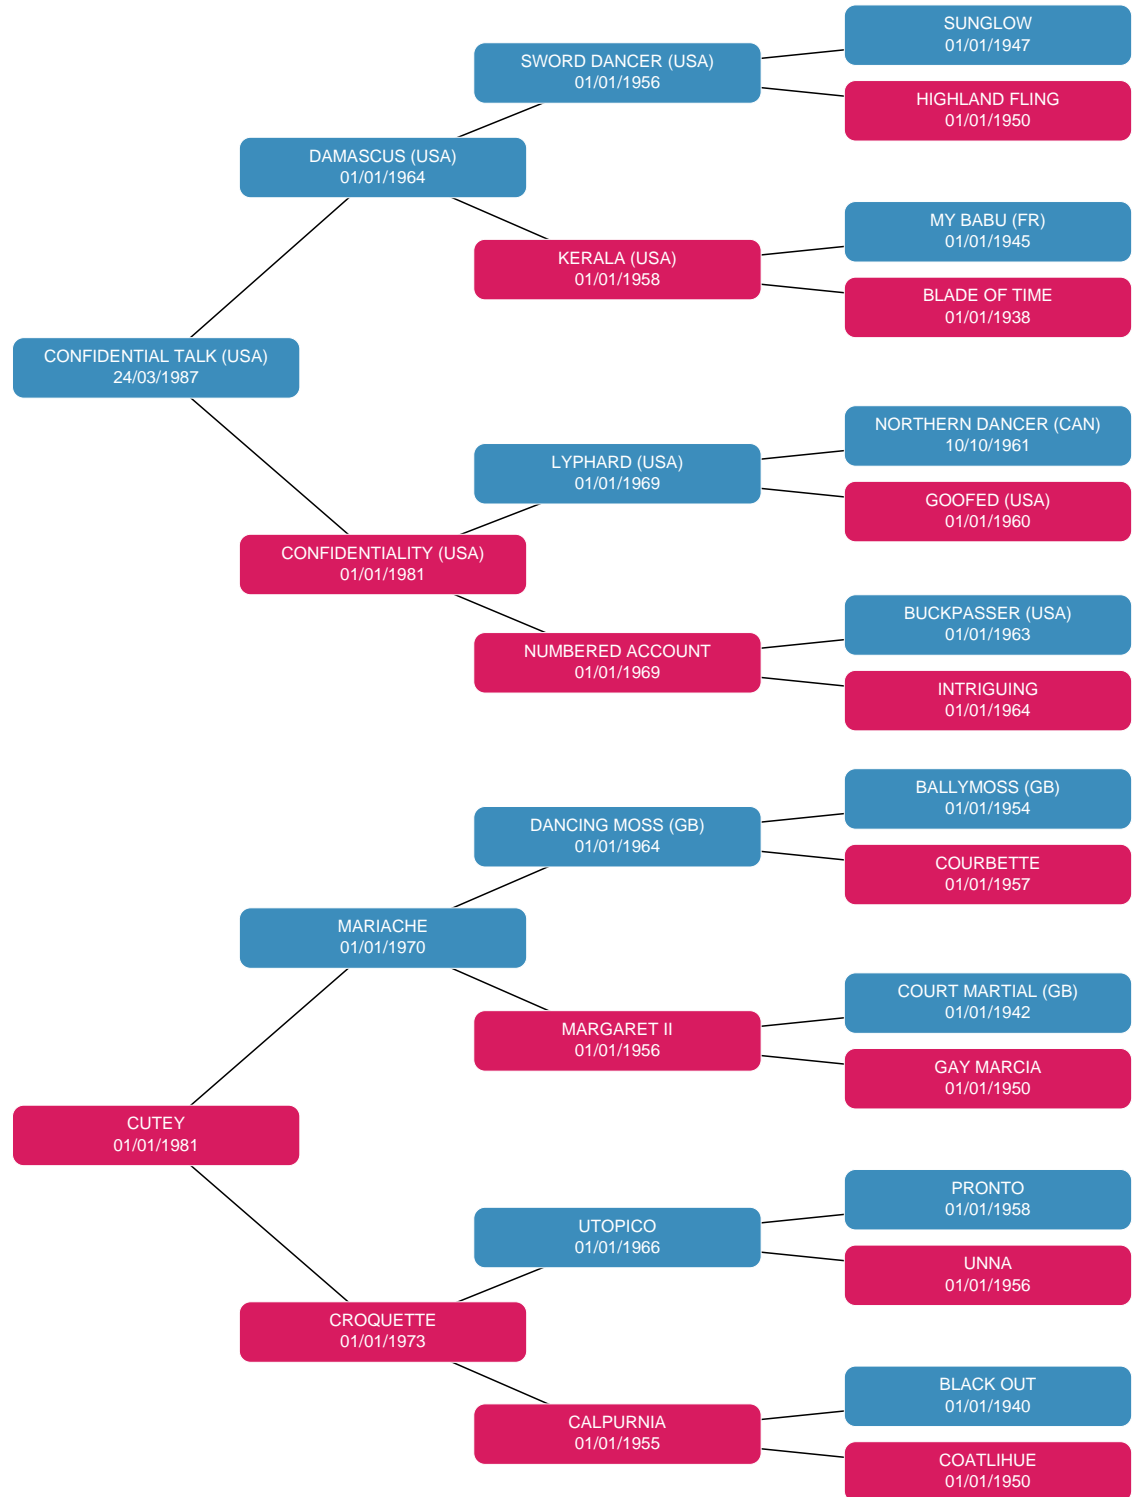 SUNGLOW
01/01/1947
SWORD DANCER (USA)
01/01/1956
HIGHLAND FLING
01/01/1950
DAMASCUS (USA)
01/01/1964
MY BABU (FR)
01/01/1945
KERALA (USA)
01/01/1958
BLADE OF TIME
01/01/1938
CONFIDENTIAL TALK (USA)
24/03/1987
NORTHERN DANCER (CAN)
10/10/1961
LYPHARD (USA)
01/01/1969
GOOFED (USA)
01/01/1960
CONFIDENTIALITY (USA)
01/01/1981
BUCKPASSER (USA)
01/01/1963
NUMBERED ACCOUNT
01/01/1969
INTRIGUING
01/01/1964
BALLYMOSS (GB)
01/01/1954
DANCING MOSS (GB)
01/01/1964
COURBETTE
01/01/1957
MARIACHE
01/01/1970
COURT MARTIAL (GB)
01/01/1942
MARGARET II
01/01/1956
GAY MARCIA
01/01/1950
CUTEY
01/01/1981
PRONTO
01/01/1958
UTOPICO
01/01/1966
UNNA
01/01/1956
CROQUETTE
01/01/1973
BLACK OUT
01/01/1940
CALPURNIA
01/01/1955
COATLIHUE
01/01/1950